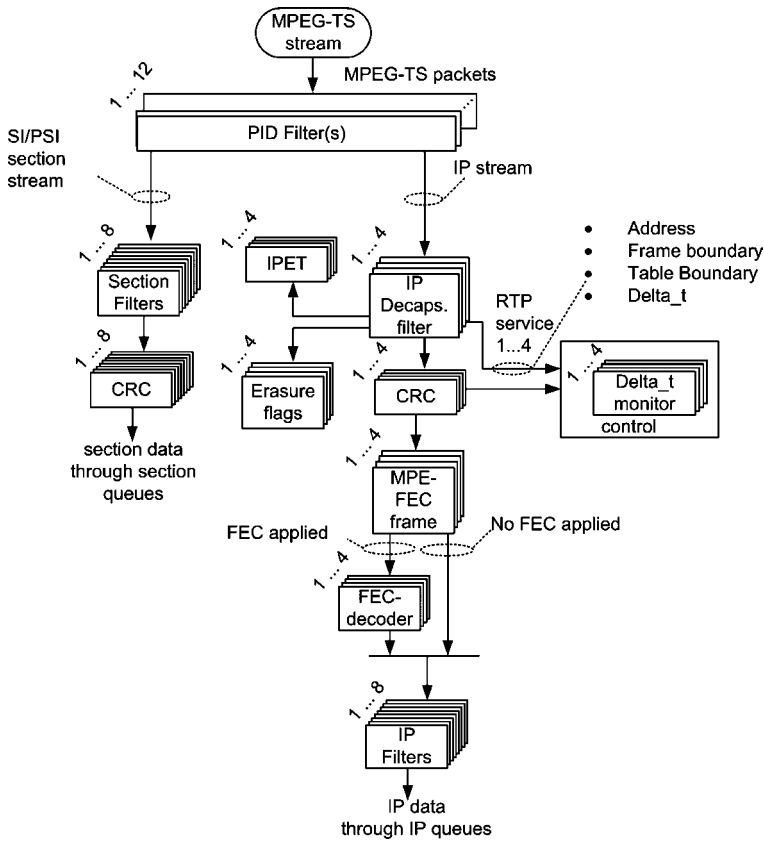 MPEG-TS
stream
MPEG-TS packets
1 ... 12
PID Filter(s)
SI/PSI
section
stream
IP stream
1 ... 8
Section
Filters
1 ... 4
IPET
1 ... 4
IP
Decaps.
filter
• Address
• Frame boundary
• Table Boundary
• Delta_t
RTP
service
1...4
1 ... 8
CRC
1 ... 4
Erasure
flags
1 ... 4
CRC
1 ... 4
Delta_t
monitor
control
section data
through section
queues
1 ... 4
MPE-
FEC
frame
FEC applied
No FEC applied
1 ... 4
FEC-
decoder
1 ... 8
IP
Filters
IP data
through IP queues